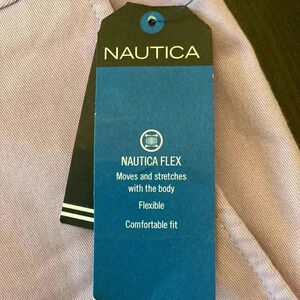 NAUTICA
NAUTICA FLEX
Moves and stretches
with the body
Flexible
Comfortable fit